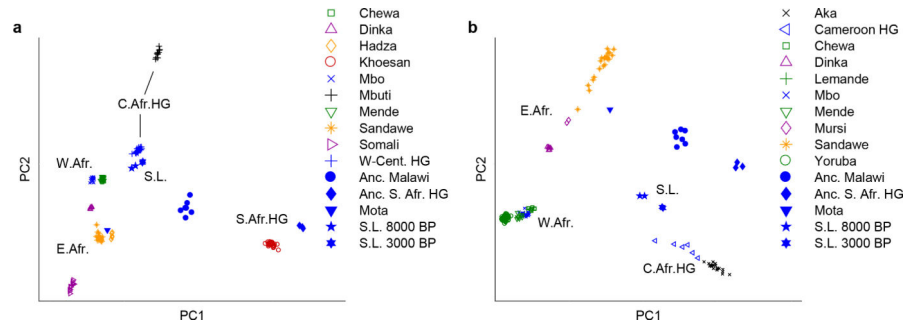 a
Chewa
Dinka
Hadza
Khoesan
Mbo
Mbuti
Mende
Sandawe
Somali
W-Cent. HG
Anc. Malawi
Anc. S. Afr. HG
Mota
S.L. 8000 BP
S.L. 3000 BP
C.Afr.HG
W.Afr.
S.L.
S.Afr.HG
E.Afr.
PC2
PC1
b
Aka
Cameroon HG
Chewa
Dinka
Lemande
Mbo
Mende
Mursi
Sandawe
Yoruba
Anc. Malawi
Anc. S. Afr. HG
Mota
S.L. 8000 BP
S.L. 3000 BP
E.Afr.
S.L.
W.Afr.
C.Afr.HG
PC2
PC1